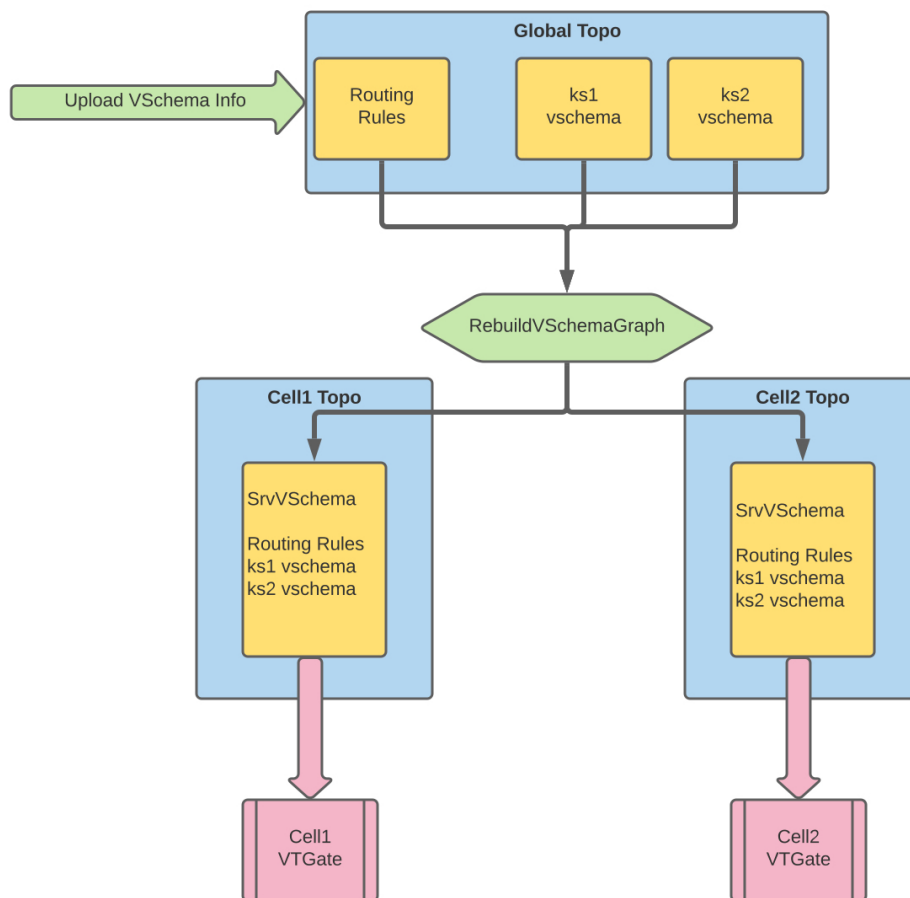 Global Topo
Upload VSchema Info
Routing
Rules
ks1
vschema
ks2
vschema
RebuildVSchemaGraph
Cell1 Topo
Cell2 Topo
SrvVSchema
Routing Rules
ks1 vschema
ks2 vschema
SrvVSchema
Routing Rules
ks1 vschema
ks2 vschema
Cell1
VTGate
Cell2
VTGate